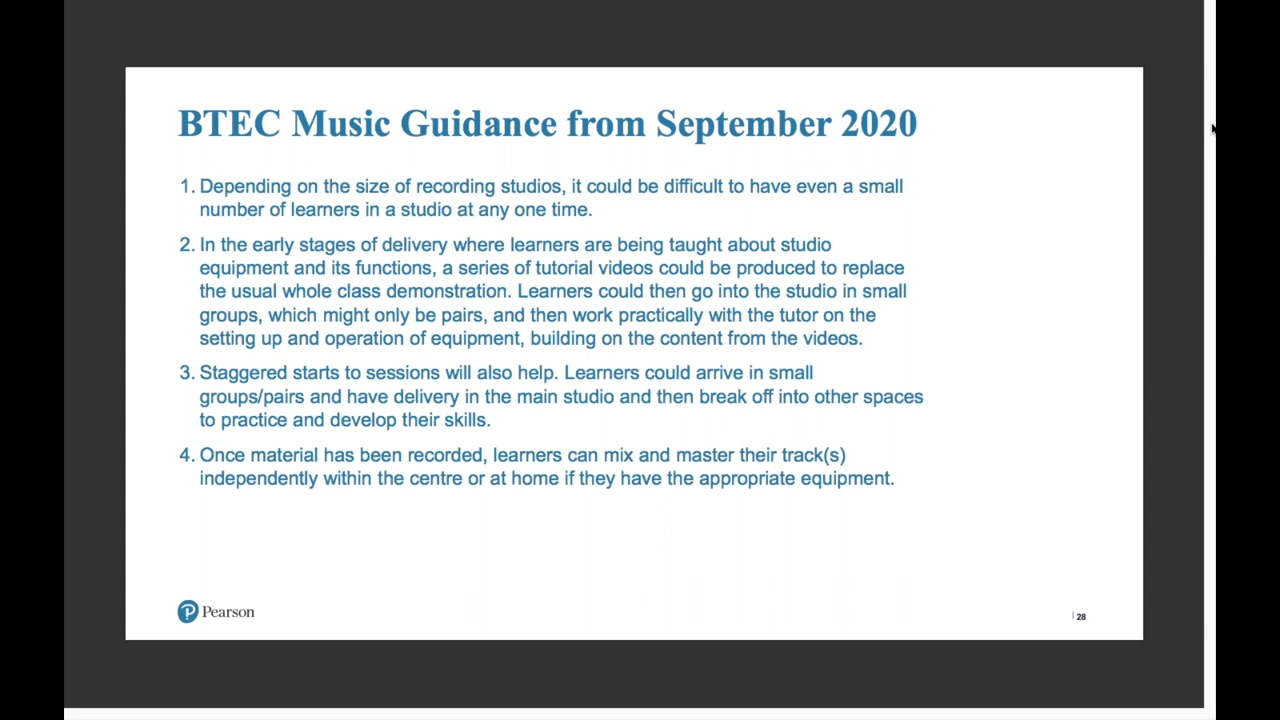 BTEC Music Guidance from September 2020
1. Depending on the size of recording studios, it could be difficult to have even a small
number of learners in a studio at any one time.
2. In the early stages of delivery where learners are being taught about studio
equipment and its functions, a series of tutorial videos could be produced to replace
the usual whole class demonstration. Learners could then go into the studio in small
groups, which might only be pairs, and then work practically with the tutor on the
setting up and operation of equipment, building on the content from the videos.
3. Staggered starts to sessions will also help. Learners could arrive in small
groups/pairs and have delivery in the main studio and then break off into other spaces
to practice and develop their skills.
4. Once material has been recorded, learners can mix and master their track(s)
independently within the centre or at home if they have the appropriate equipment.
Pearson
| 28